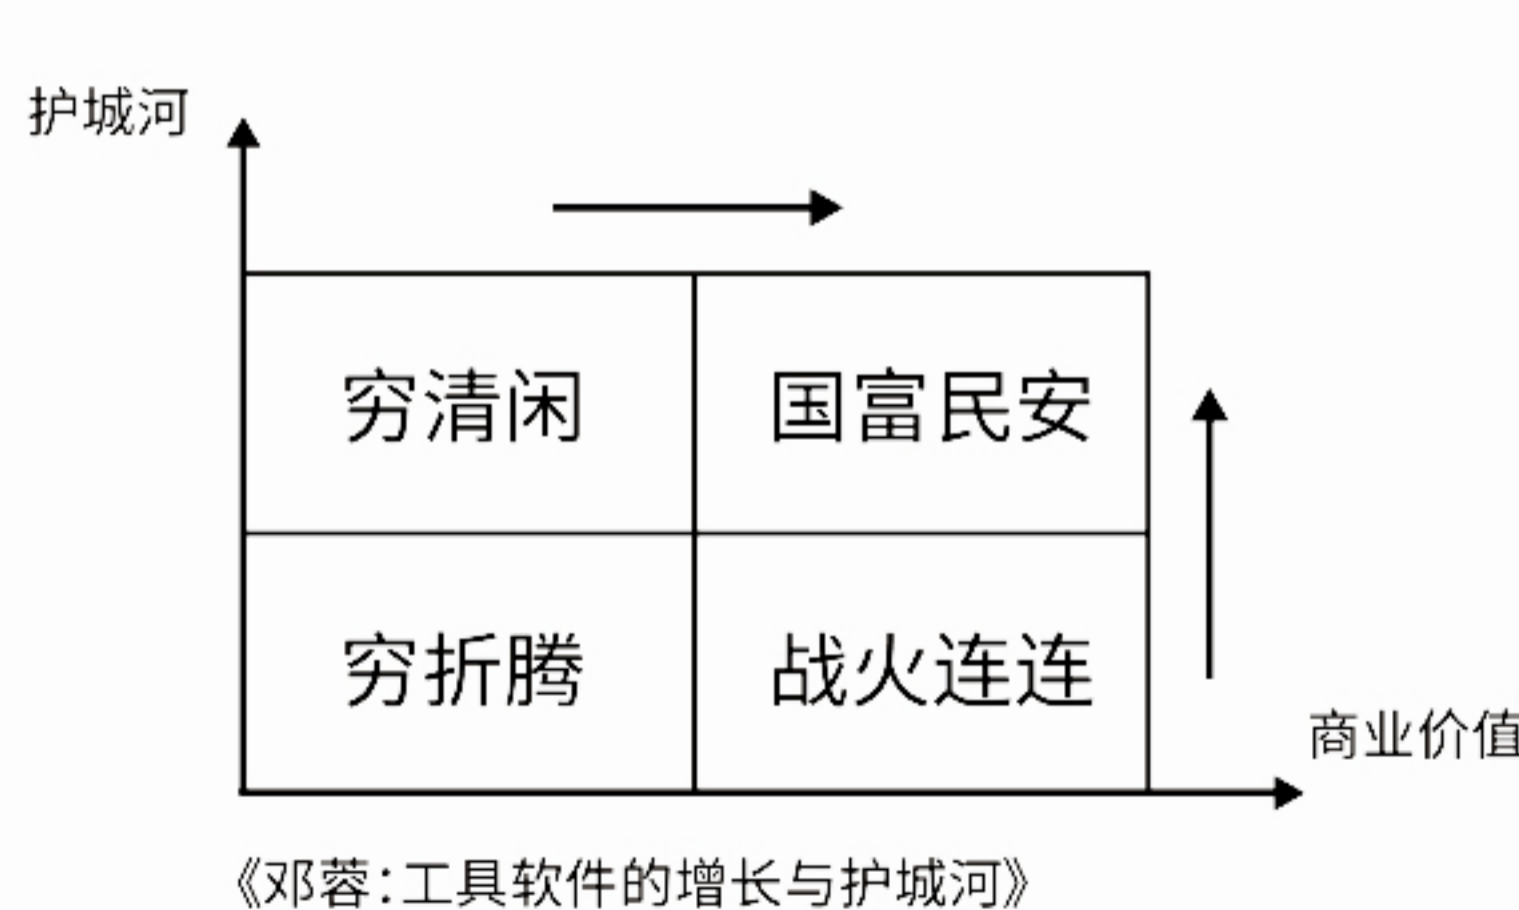 护城河
穷清闲 国富民安
穷折腾 战火连连
商业价值
《邓蓉:工具软件的增长与护城河》